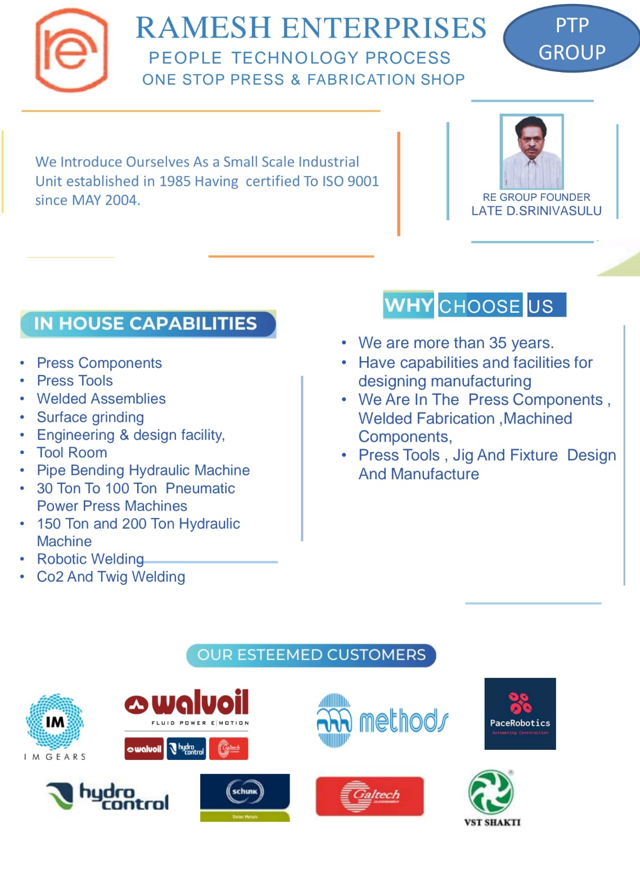 re
RAMESH ENTERPRISES
PEOPLE TECHNOLOGY PROCESS
ONE STOP PRESS & FABRICATION SHOP
PTP
GROUP
We Introduce Ourselves As a Small Scale Industrial
Unit established in 1985 Having certified To ISO 9001
since MAY 2004.
RE GROUP FOUNDER
LATE D.SRINIVASULU
IN HOUSE CAPABILITIES
• Press Components
• Press Tools
• Welded Assemblies
• Surface grinding
• Engineering & design facility,
• Tool Room
• Pipe Bending Hydraulic Machine
• 30 Ton To 100 Ton Pneumatic
Power Press Machines
• 150 Ton and 200 Ton Hydraulic
Machine
• Robotic Welding
• Co2 And Twig Welding
WHY CHOOSE US
• We are more than 35 years.
• Have capabilities and facilities for
designing manufacturing
• We Are In The Press Components ,
Welded Fabrication ,Machined
Components,
• Press Tools , Jig And Fixture Design
And Manufacture
OUR ESTEEMED CUSTOMERS
IM
IM GEARS
walvoil
FLUID POWER E MOTION
walvoil
hydro
control
Galtech
methods
PaceRobotics
Automating Construction
hydro
control
SCHUNK
Galtech
VST SHAKTI
®